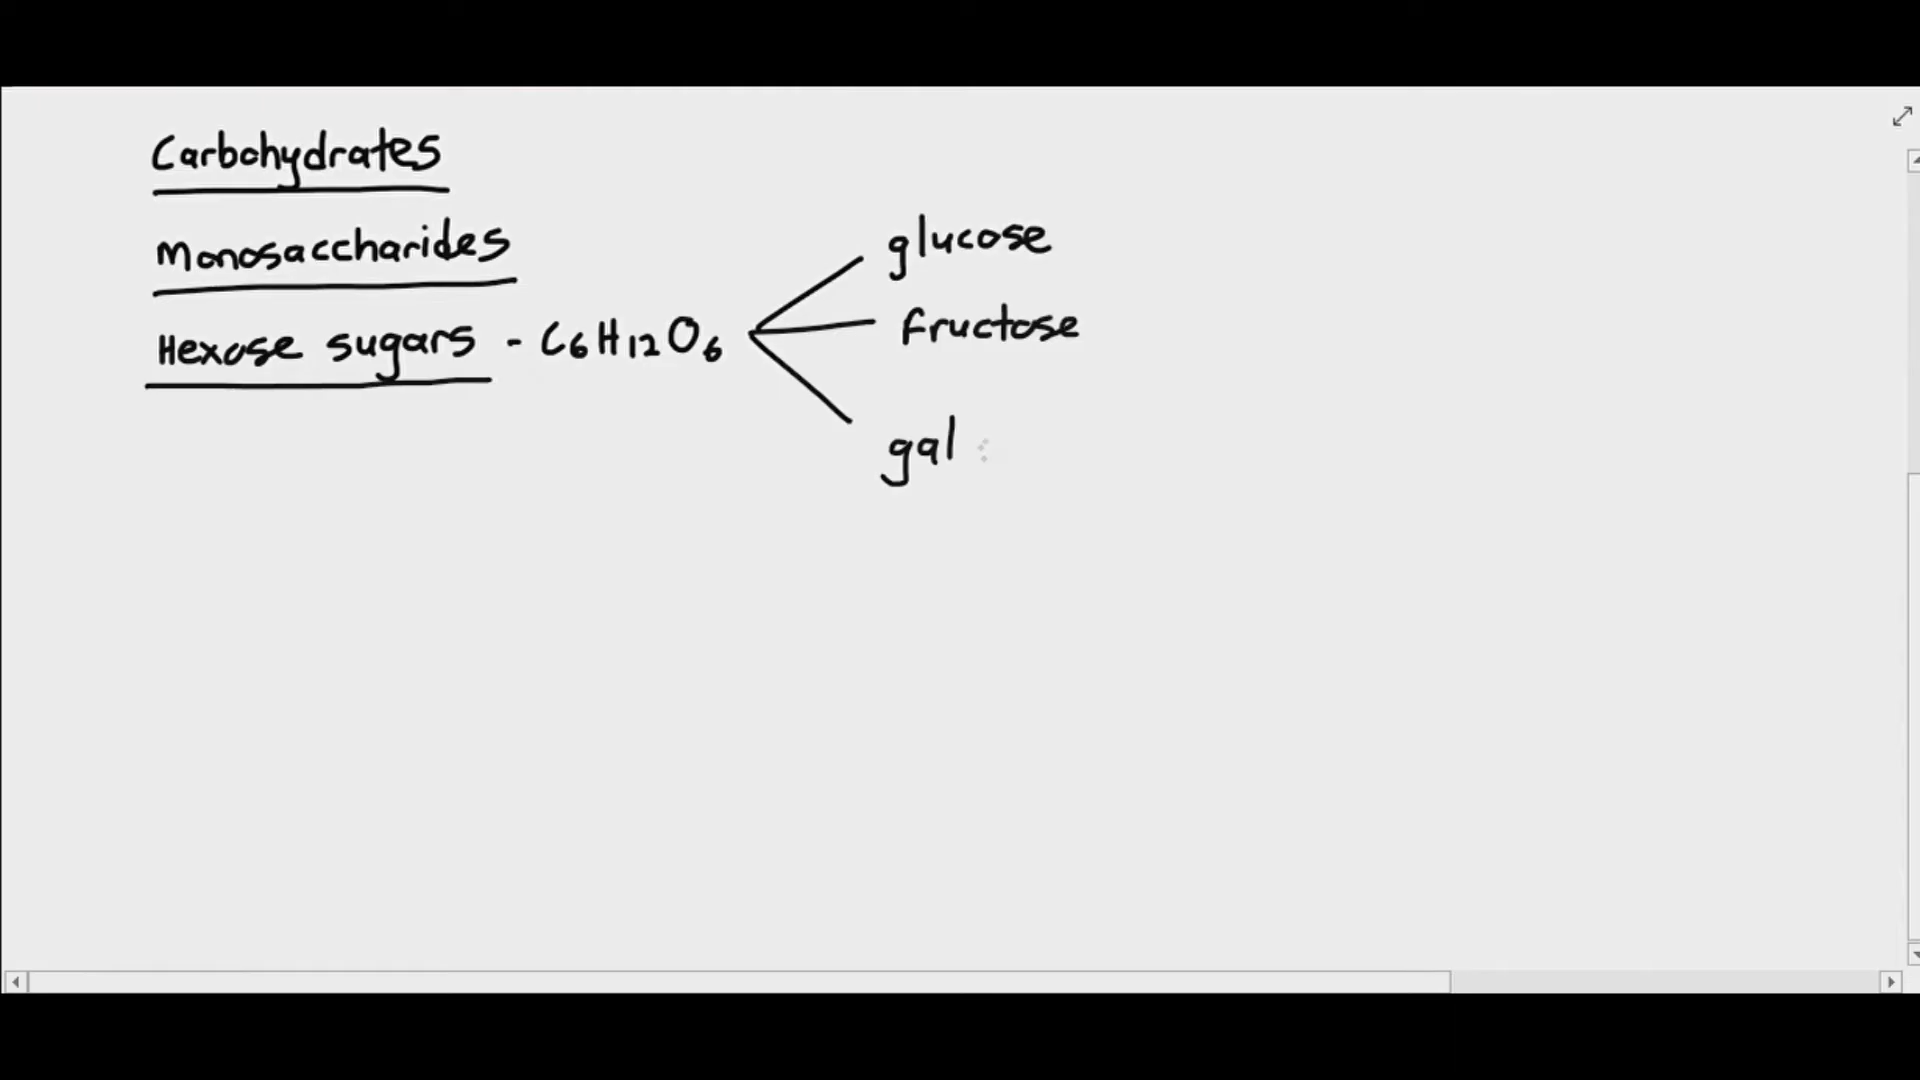 Carbohydrates
Monosaccharides
Hexose sugars - C₆H₁₂O₆
glucose
fructose
gal